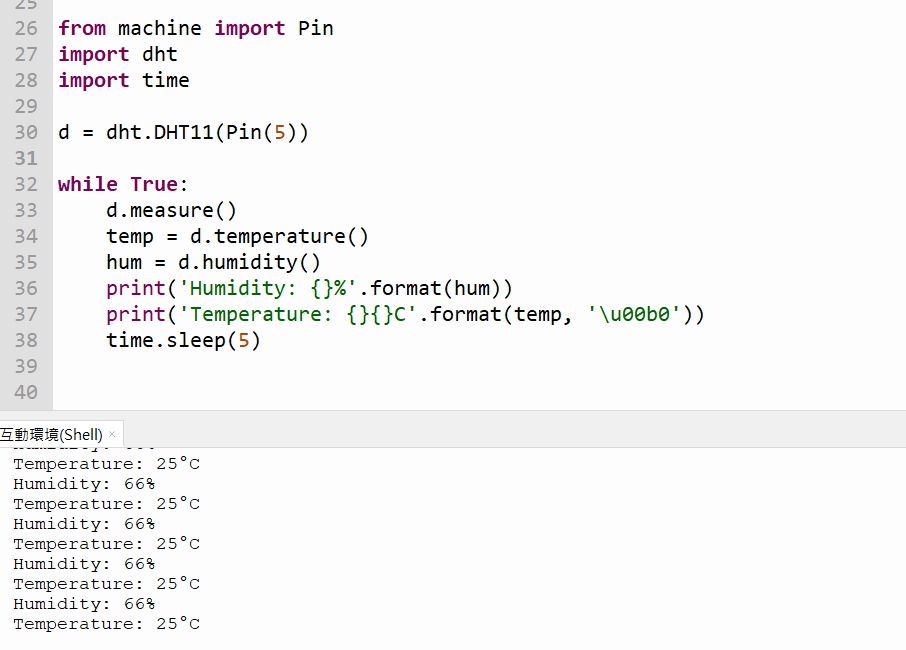 25
26 from machine import Pin
27 import dht
28 import time
29
30 d = dht.DHT11(Pin(5))
31
32 while True:
33     d.measure()
34     temp = d.temperature()
35     hum = d.humidity()
36     print('Humidity: {}%'.format(hum))
37     print('Temperature: {}{}C'.format(temp, '\u00b0'))
38     time.sleep(5)
39
40
互動環境(Shell) ×
Temperature: 25°C
Humidity: 66%
Temperature: 25°C
Humidity: 66%
Temperature: 25°C
Humidity: 66%
Temperature: 25°C
Humidity: 66%
Temperature: 25°C